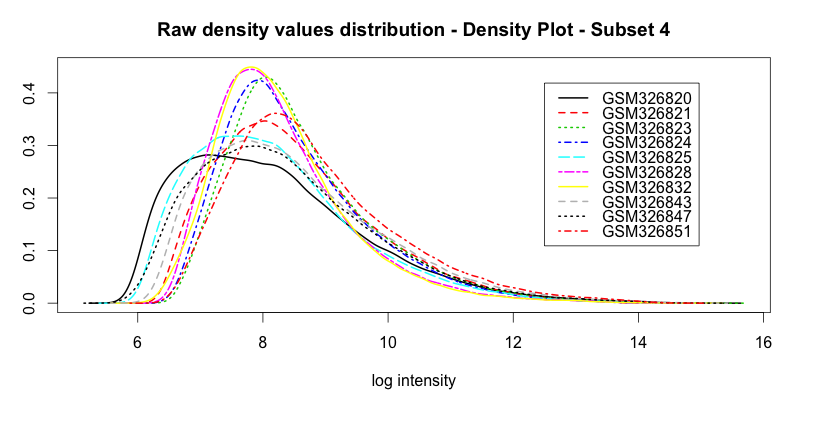 Raw density values distribution - Density Plot - Subset 4
0.4
0.3
0.2
0.1
0.0
GSM326820
GSM326821
GSM326823
GSM326824
GSM326825
GSM326828
GSM326832
GSM326843
GSM326847
GSM326851
6 8 10 12 14 16
log intensity